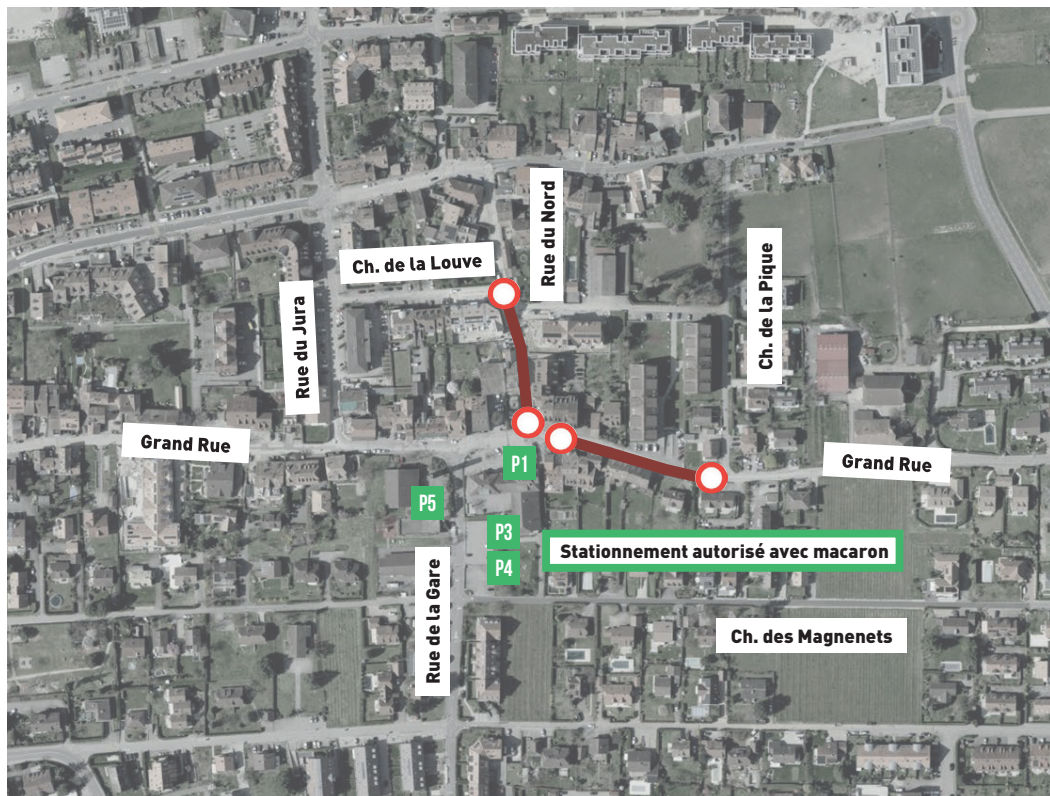 Rue du Nord
Ch. de la Louve
Ch. de la Pique
Rue du Jura
Grand Rue
P1
Grand Rue
P5
P3
Stationnement autorisé avec macaron
P4
Rue de la Gare
Ch. des Magnenets